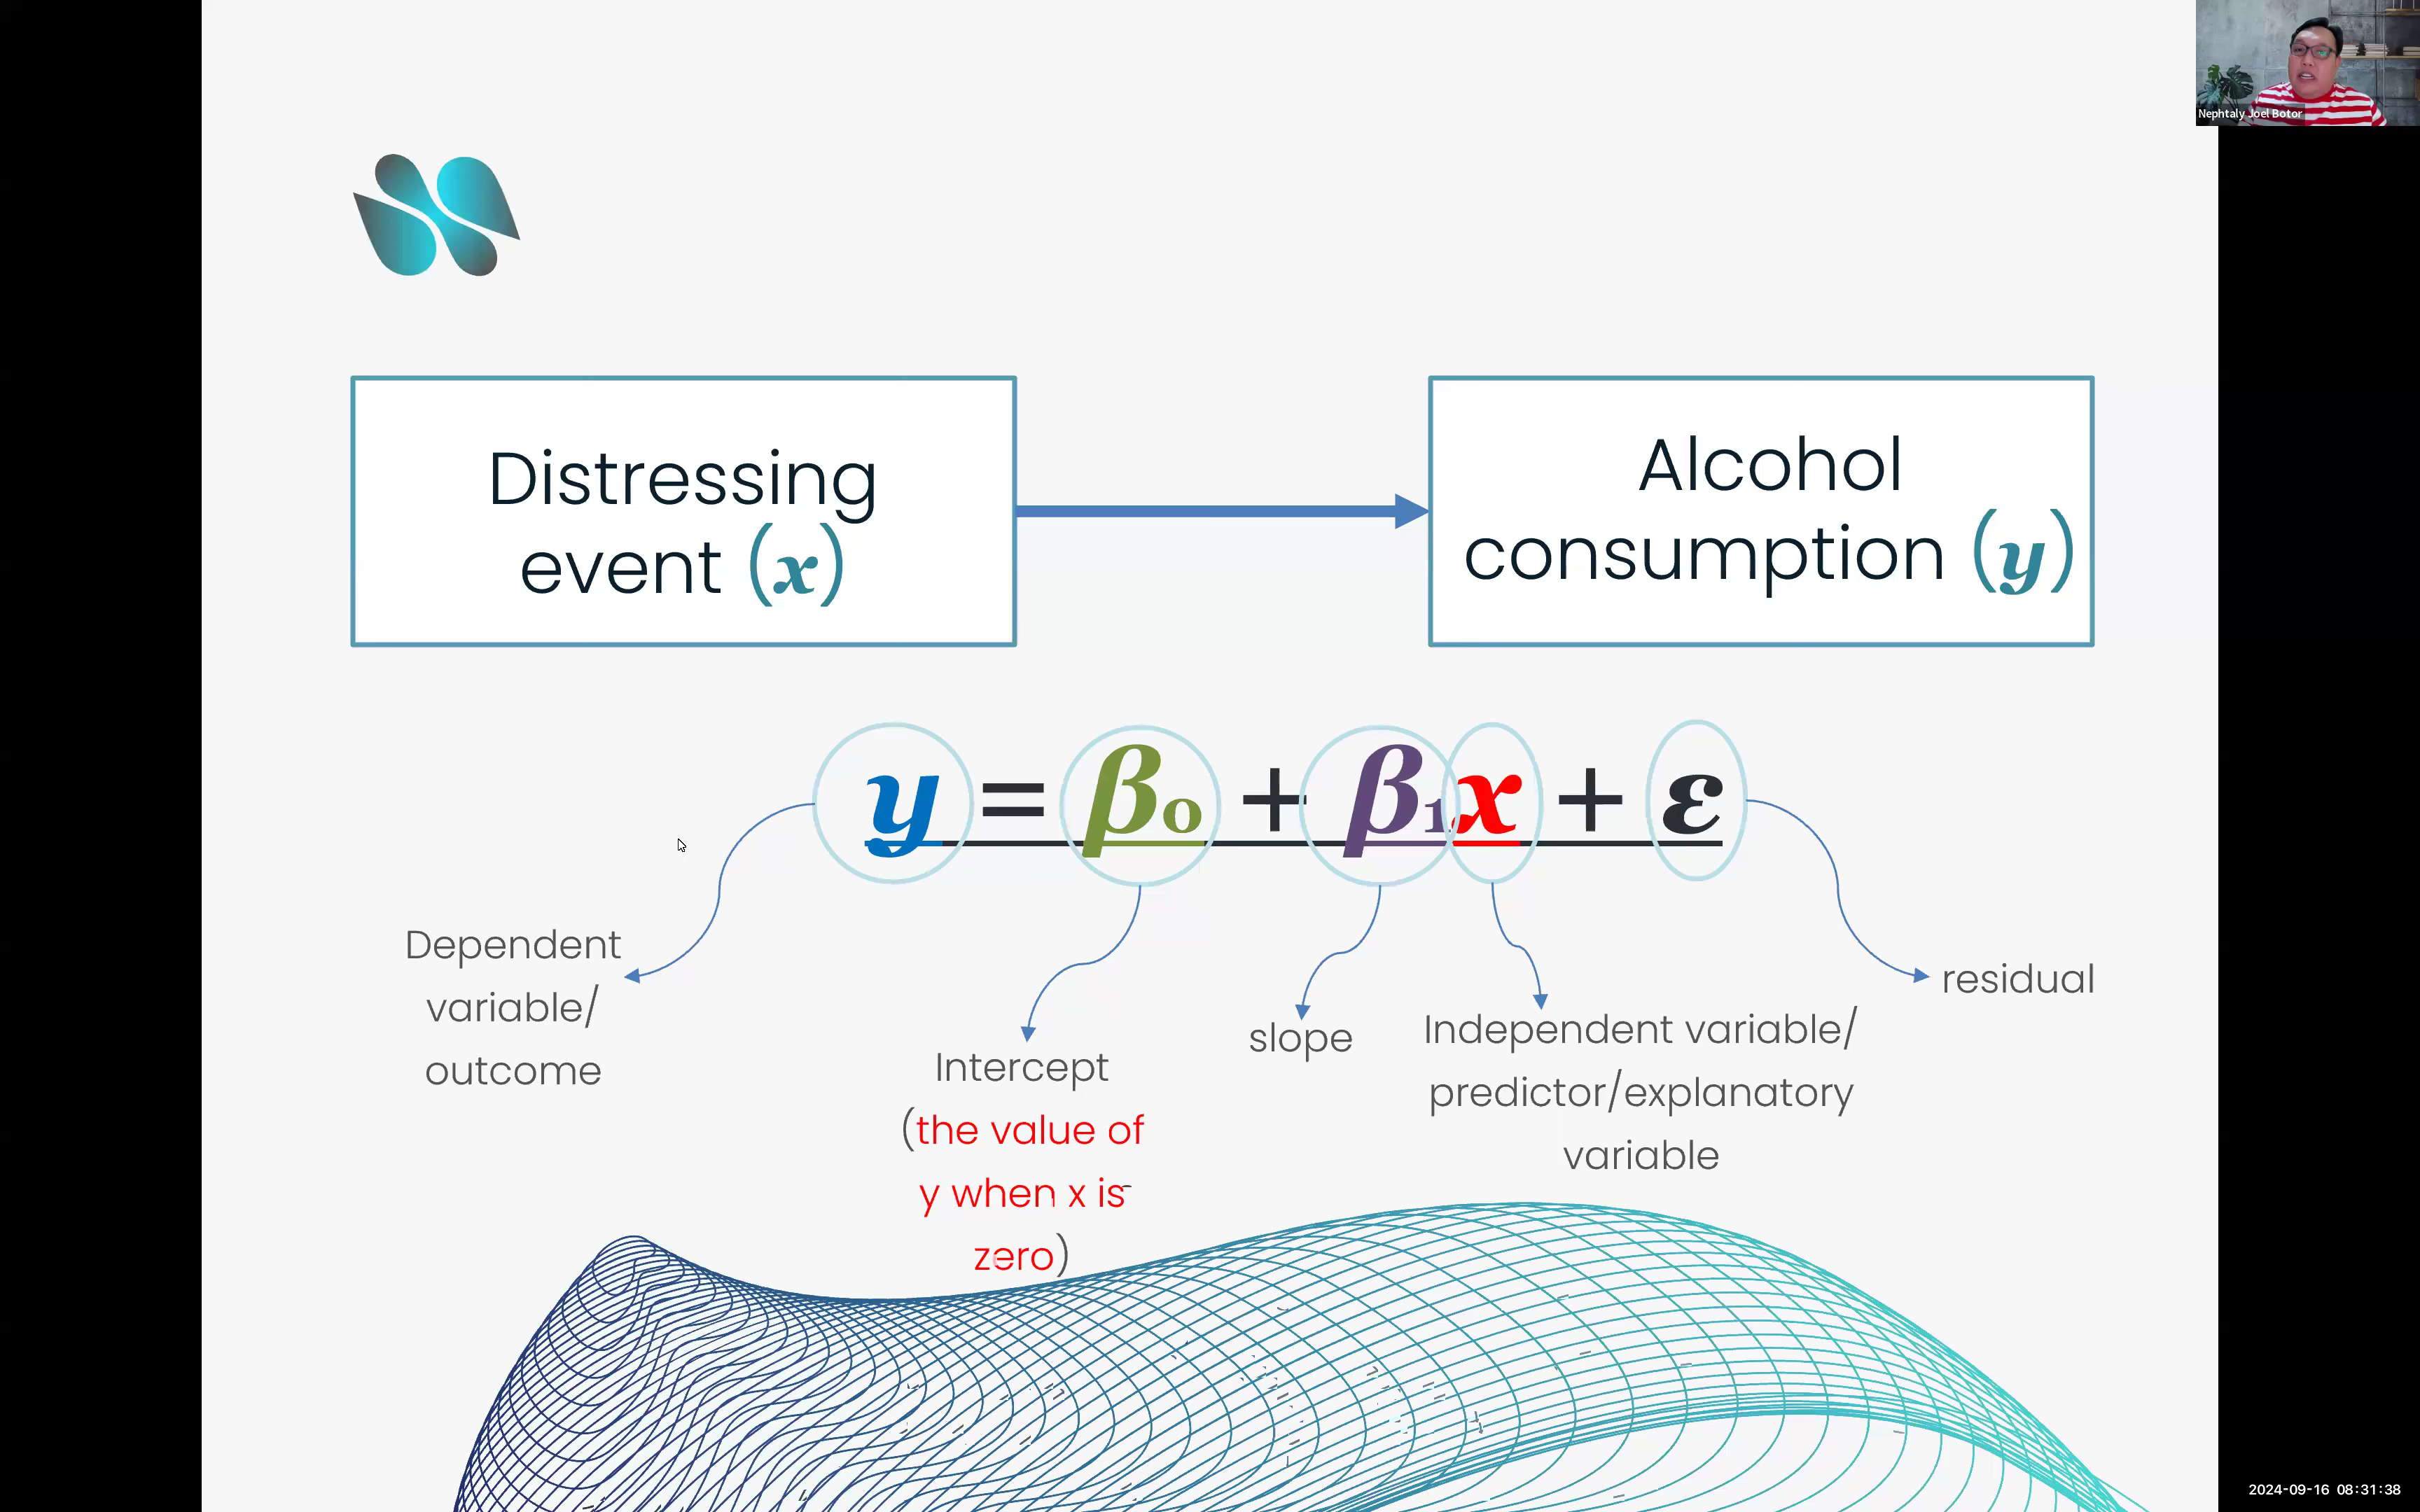 Nephtaly Joel Botor
Distressing
event (x)
Alcohol
consumption (y)
y = β₀ + β₁x + ε
Dependent
variable/
outcome
Intercept
(the value of
y when x is
zero)
slope
Independent variable/
predictor/explanatory
variable
residual
2024-09-16 08:31:38